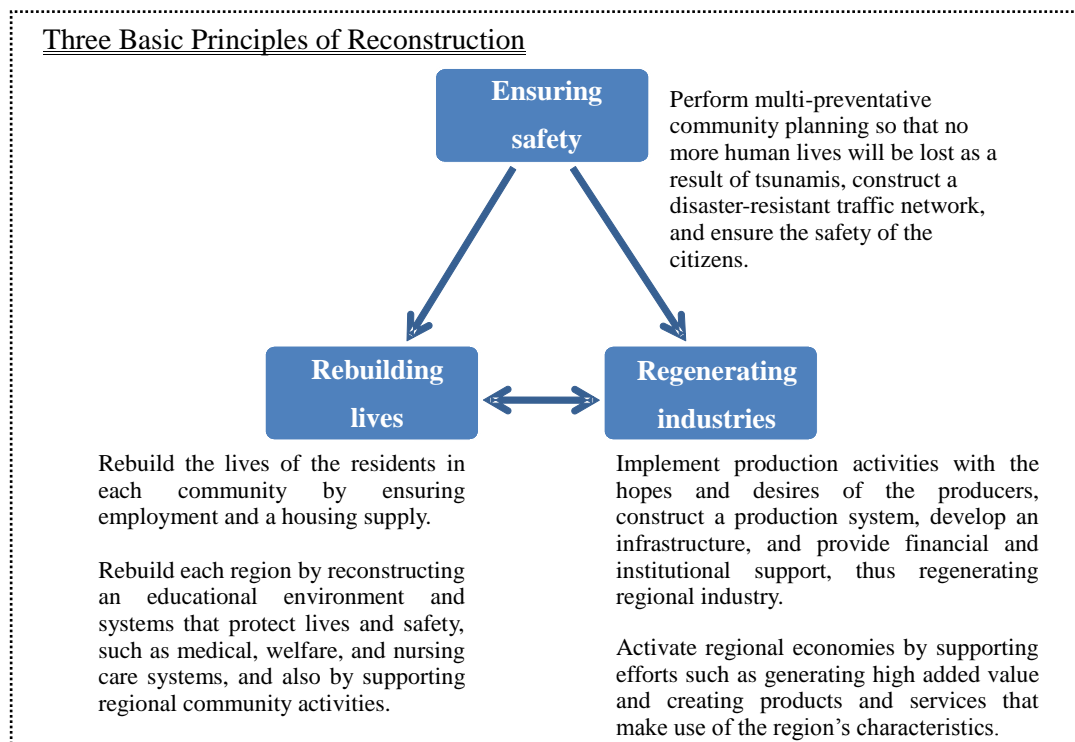 Three Basic Principles of Reconstruction
Ensuring
safety
Perform multi-preventative
community planning so that no
more human lives will be lost as a
result of tsunamis, construct a
disaster-resistant traffic network,
and ensure the safety of the
citizens.
Rebuilding
lives
Regenerating
industries
Rebuild the lives of the residents in
each community by ensuring
employment and a housing supply.
Rebuild each region by reconstructing
an educational environment and
systems that protect lives and safety,
such as medical, welfare, and nursing
care systems, and also by supporting
regional community activities.
Implement production activities with the
hopes and desires of the producers,
construct a production system, develop an
infrastructure, and provide financial and
institutional support, thus regenerating
regional industry.
Activate regional economies by supporting
efforts such as generating high added value
and creating products and services that
make use of the region's characteristics.